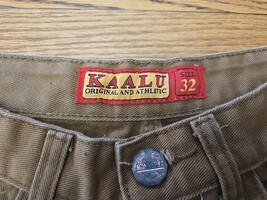 KAALU
ORIGINAL AND ATHLETIC
SIZE
32